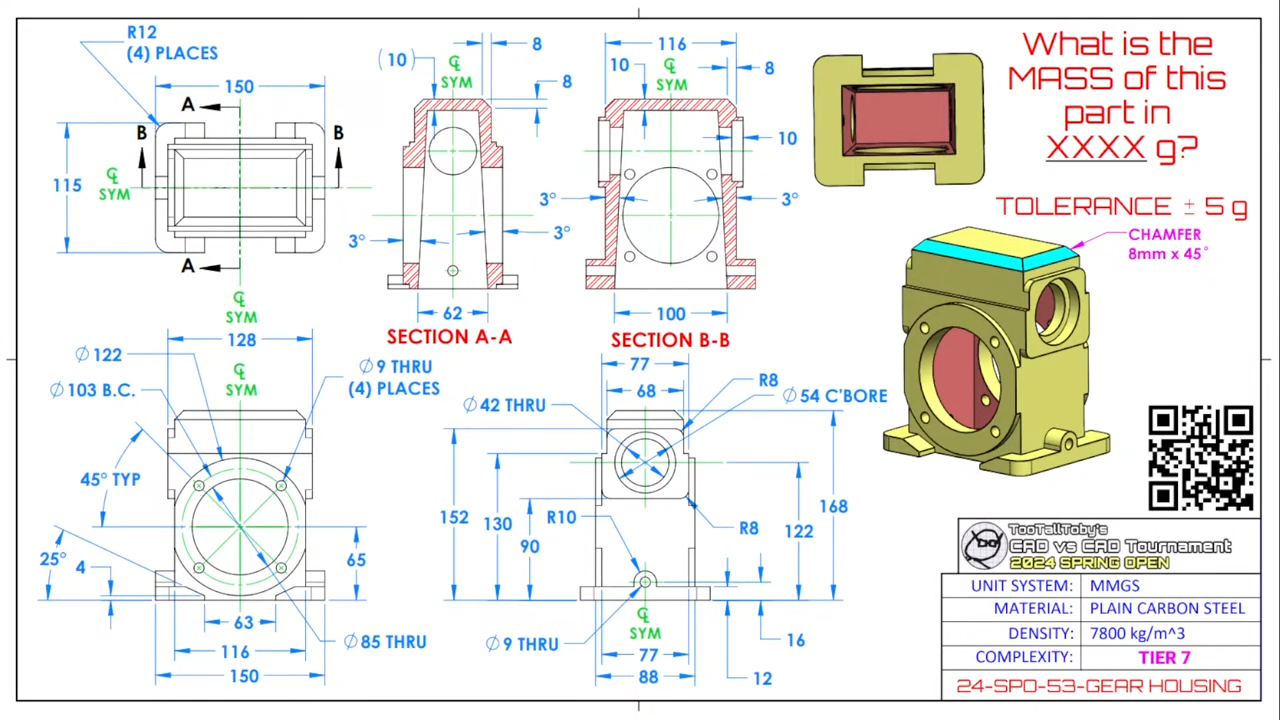 R12
(4) PLACES
150
A
B
B
115
℄
SYM
A
℄
SYM
(10)
℄
SYM
8
8
3°
3°
62
SECTION A-A
116
10
℄
SYM
8
10
3°
3°
100
SECTION B-B
What is the
MASS of this
part in
XXXX g?
TOLERANCE ± 5 g
CHAMFER
8mm x 45°
128
∅122
∅103 B.C.
℄
SYM
∅9 THRU
(4) PLACES
45° TYP
25°
4
65
63
∅85 THRU
116
150
77
68
R8
∅54 C'BORE
∅42 THRU
152
130
90
R10
R8
122
168
∅9 THRU
℄
SYM
16
77
88
12
TooTallToby's
CAD vs CAD Tournament
2024 SPRING OPEN
UNIT SYSTEM: MMGS
MATERIAL: PLAIN CARBON STEEL
DENSITY: 7800 kg/m^3
COMPLEXITY: TIER 7
24-SPO-53-GEAR HOUSING